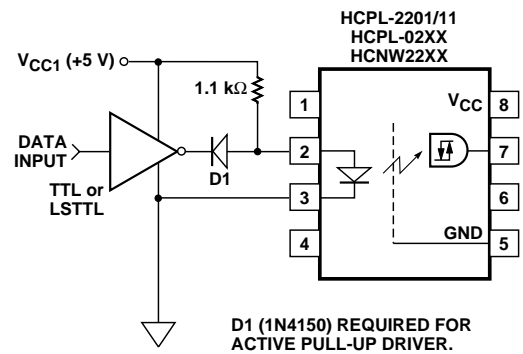 HCPL-2201/11
HCPL-02XX
HCNW22XX
VCC1 (+5 V)
1.1 kΩ
1
VCC
8
DATA
INPUT
2
7
D1
TTL or
LSTTL
3
6
4
GND
5
D1 (1N4150) REQUIRED FOR
ACTIVE PULL-UP DRIVER.